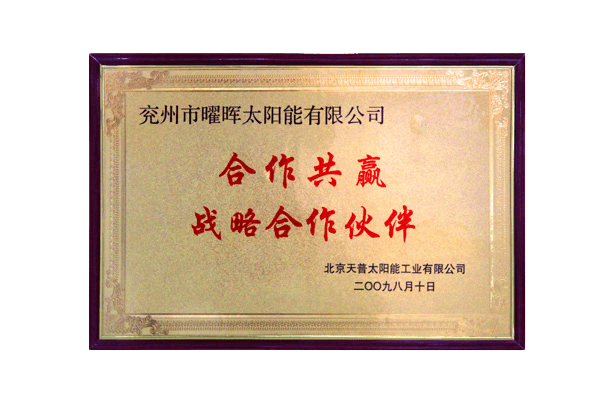 兖州市曜晖太阳能有限公司
合作共赢
战略合作伙伴
北京天普太阳能工业有限公司
二〇〇九八月十日